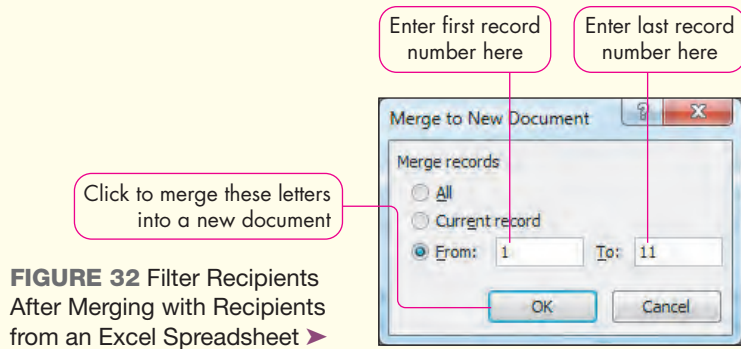 Enter first record
number here
Enter last record
number here
Merge to New Document
Merge records
All
Current record
From: 1 To: 11
Click to merge these letters
into a new document
OK Cancel
FIGURE 32 Filter Recipients
After Merging with Recipients
from an Excel Spreadsheet ➤